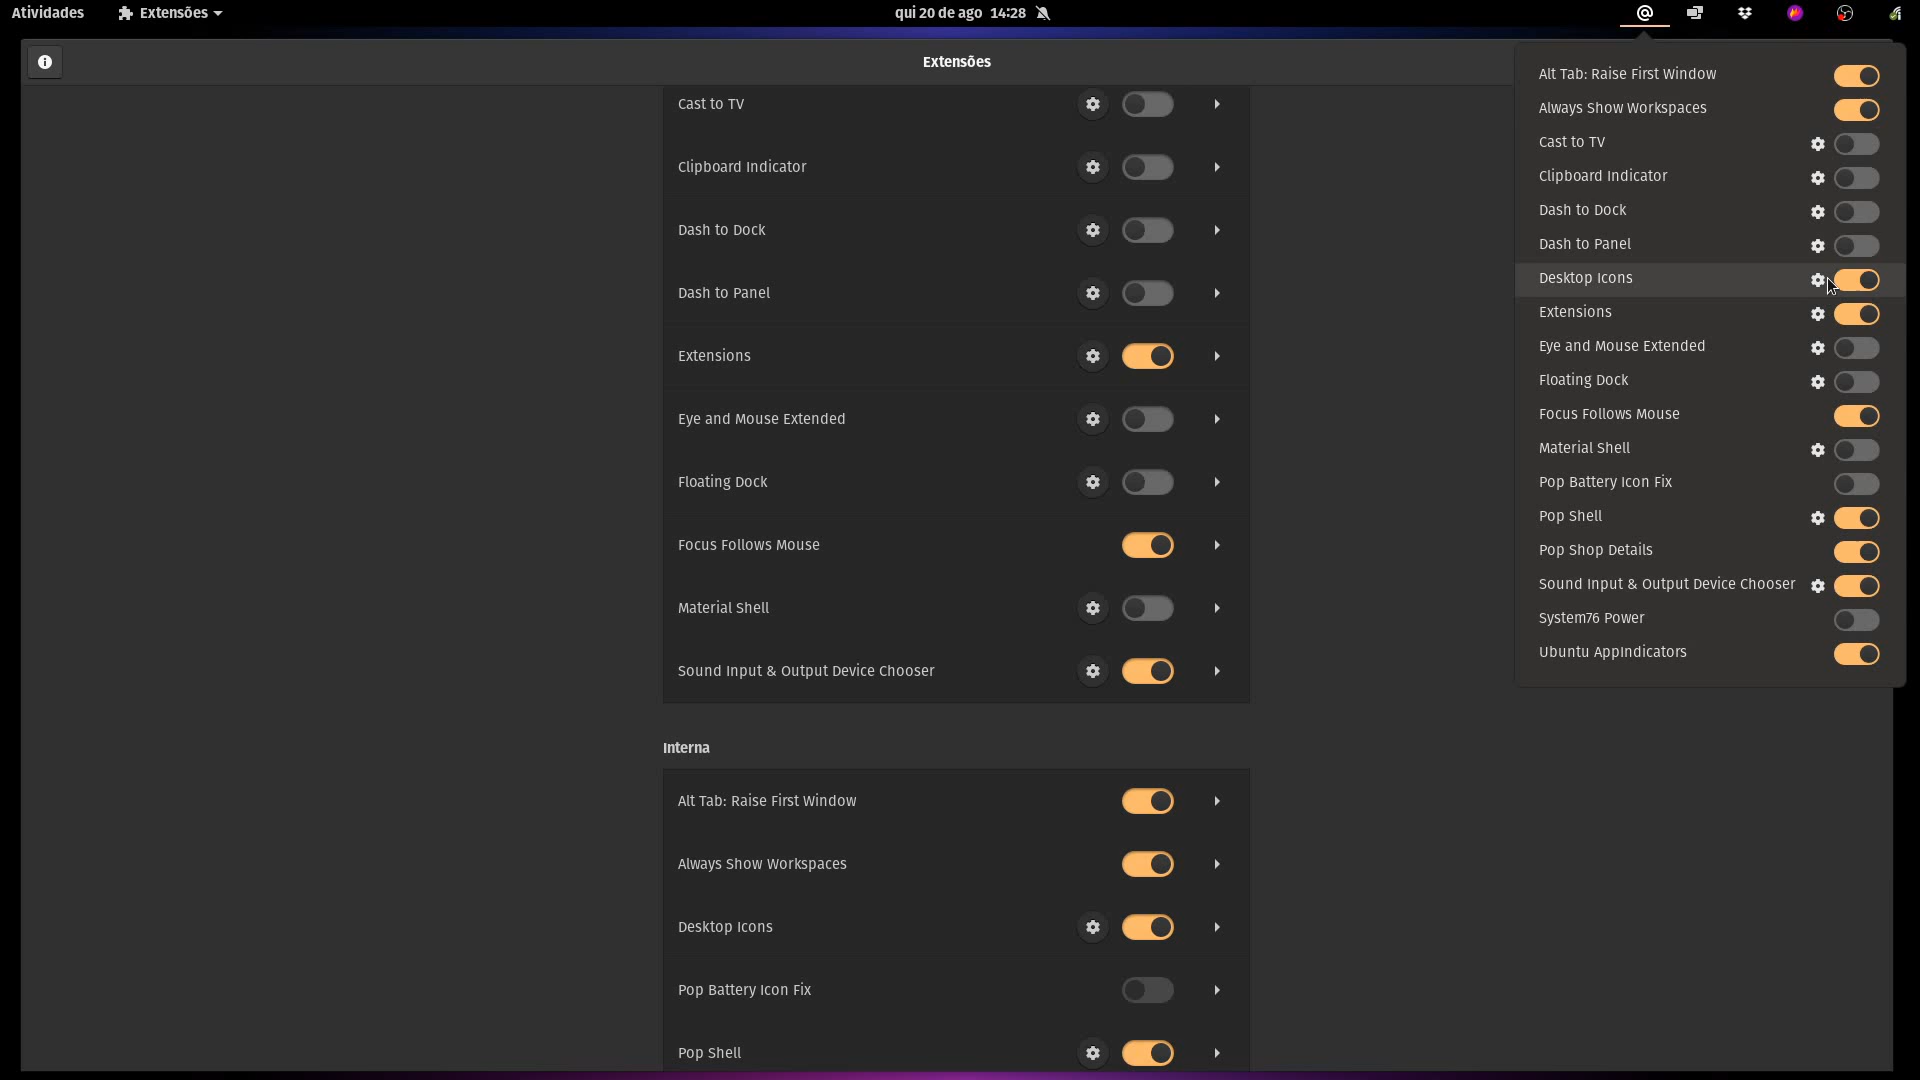 Atividades
Extensões
qui 20 de ago 14:28
Extensões
Cast to TV
Clipboard Indicator
Dash to Dock
Dash to Panel
Extensions
Eye and Mouse Extended
Floating Dock
Focus Follows Mouse
Material Shell
Sound Input & Output Device Chooser
Interna
Alt Tab: Raise First Window
Always Show Workspaces
Desktop Icons
Pop Battery Icon Fix
Pop Shell
Alt Tab: Raise First Window
Always Show Workspaces
Cast to TV
Clipboard Indicator
Dash to Dock
Dash to Panel
Desktop Icons
Extensions
Eye and Mouse Extended
Floating Dock
Focus Follows Mouse
Material Shell
Pop Battery Icon Fix
Pop Shell
Pop Shop Details
Sound Input & Output Device Chooser
System76 Power
Ubuntu AppIndicators